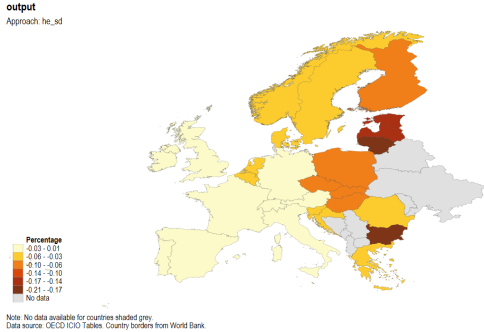 output
Approach: he_sd
Percentage
-0.03 - 0.01
-0.06 - -0.03
-0.10 - -0.06
-0.14 - -0.10
-0.17 - -0.14
-0.21 - -0.17
No data
Note: No data available for countries shaded grey.
Data source: OECD ICIO Tables. Country borders from World Bank.